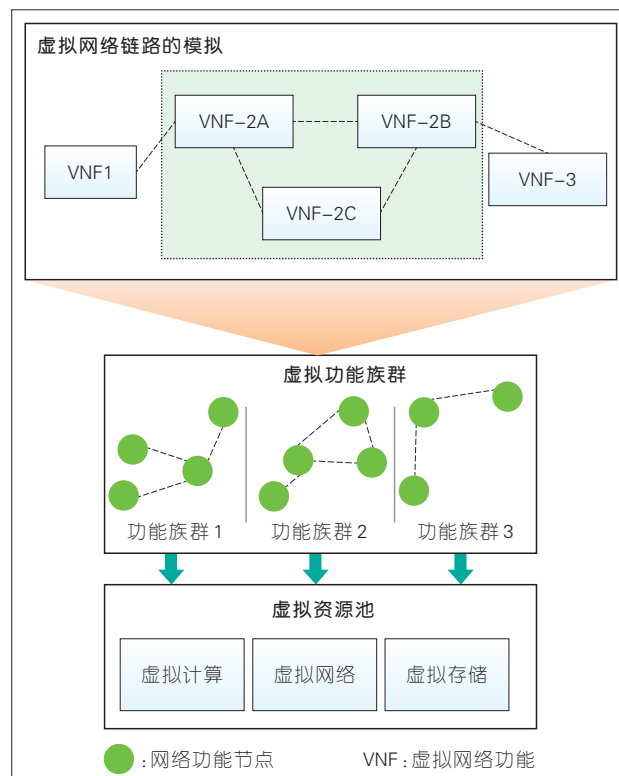 虚拟网络链路的模拟
VNF-2A
VNF-2B
VNF1
VNF-3
VNF-2C
虚拟功能族群
功能族群1
功能族群2
功能族群3
虚拟资源池
虚拟计算
虚拟网络
虚拟存储
:网络功能节点
VNF:虚拟网络功能